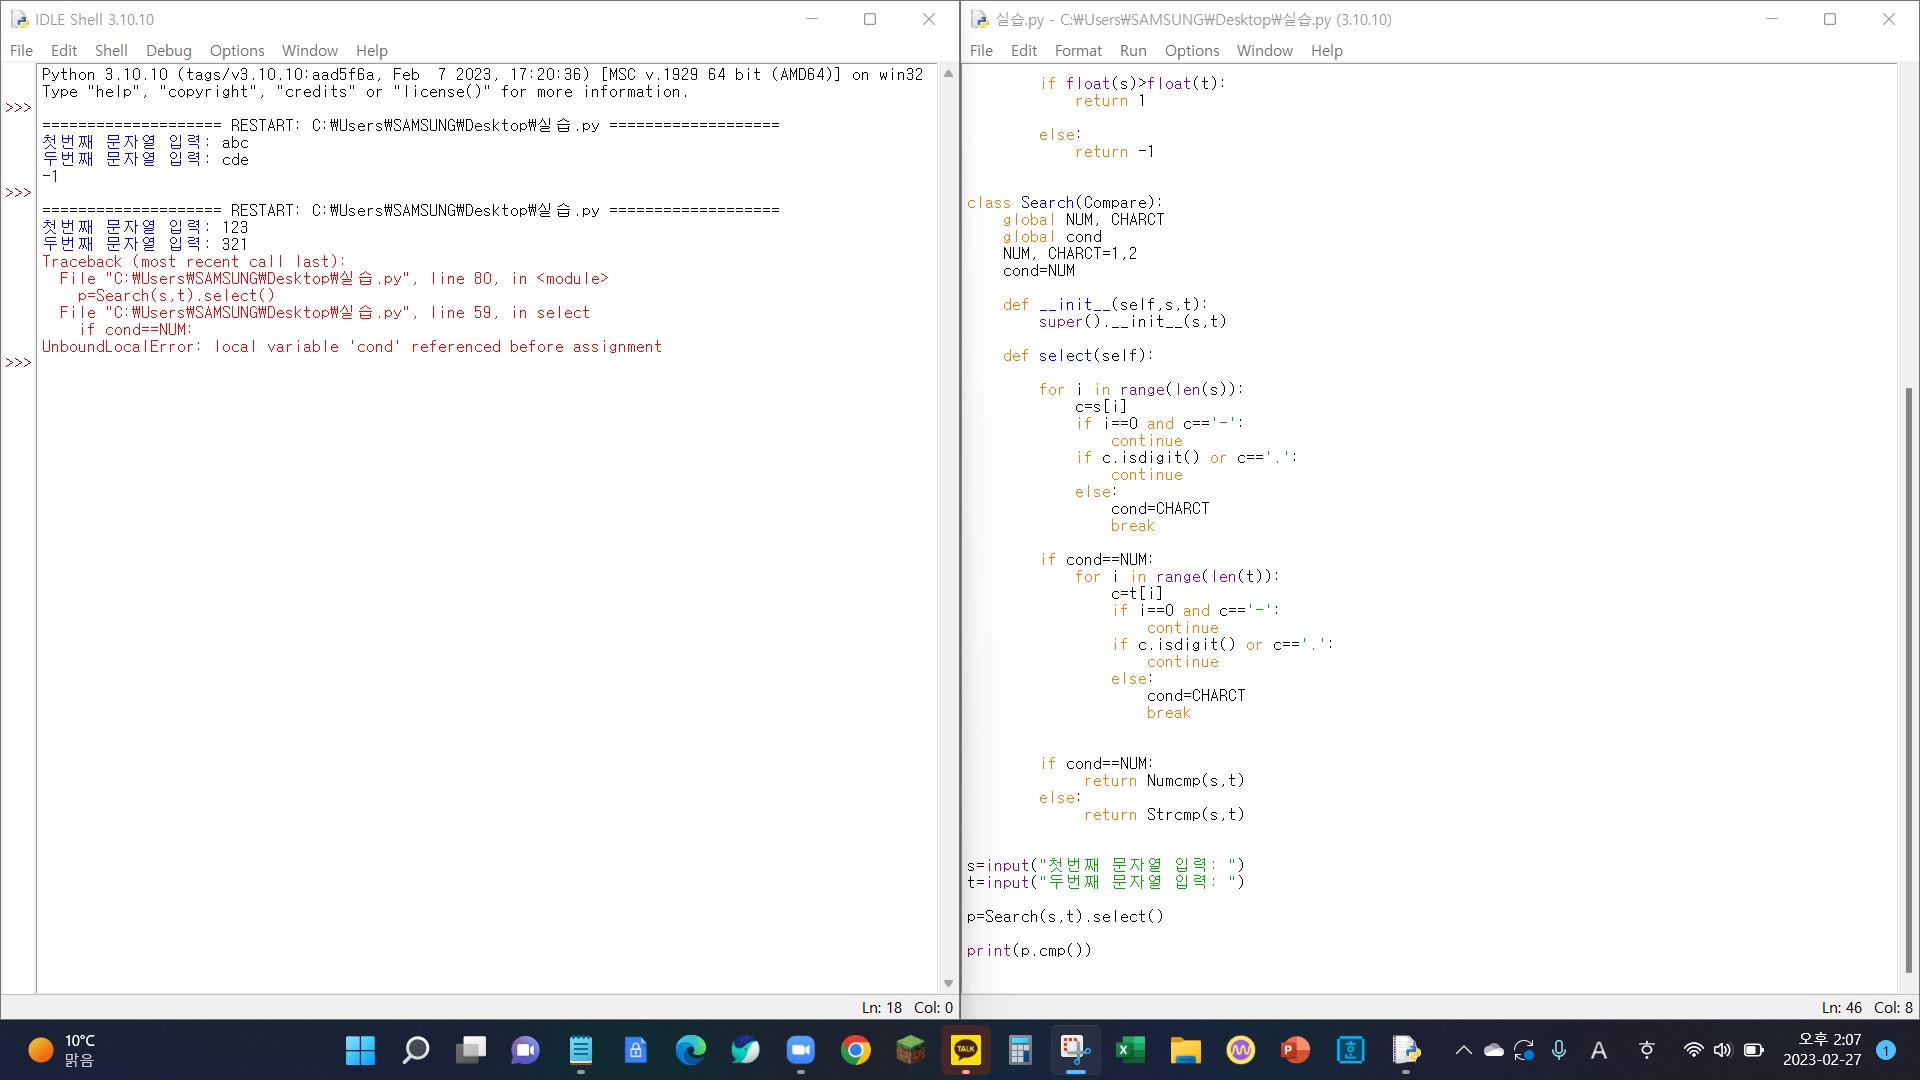 IDLE Shell 3.10.10
File Edit Shell Debug Options Window Help
Python 3.10.10 (tags/v3.10.10:aad5f6a, Feb  7 2023, 17:20:36) [MSC v.1929 64 bit (AMD64)] on win32
Type "help", "copyright", "credits" or "license()" for more information.
>>>
==================== RESTART: C:₩Users₩SAMSUNG₩Desktop₩실습.py ===================
첫번째 문자열 입력: abc
두번째 문자열 입력: cde
-1
>>>
==================== RESTART: C:₩Users₩SAMSUNG₩Desktop₩실습.py ===================
첫번째 문자열 입력: 123
두번째 문자열 입력: 321
Traceback (most recent call last):
  File "C:₩Users₩SAMSUNG₩Desktop₩실습.py", line 80, in <module>
    p=Search(s,t).select()
  File "C:₩Users₩SAMSUNG₩Desktop₩실습.py", line 59, in select
    if cond==NUM:
UnboundLocalError: local variable 'cond' referenced before assignment
>>>
Ln: 18 Col: 0
실습.py - C:₩Users₩SAMSUNG₩Desktop₩실습.py (3.10.10)
File Edit Format Run Options Window Help
        if float(s)>float(t):
            return 1
        else:
            return -1
class Search(Compare):
    global NUM, CHARCT
    global cond
    NUM, CHARCT=1,2
    cond=NUM
    def __init__(self,s,t):
        super().__init__(s,t)
    def select(self):
        for i in range(len(s)):
            c=s[i]
            if i==0 and c=='-':
                continue
            if c.isdigit() or c=='.':
                continue
            else:
                cond=CHARCT
                break
        if cond==NUM:
            for i in range(len(t)):
                c=t[i]
                if i==0 and c=='-':
                    continue
                if c.isdigit() or c=='.':
                    continue
                else:
                    cond=CHARCT
                    break
        if cond==NUM:
             return Numcmp(s,t)
        else:
             return Strcmp(s,t)
s=input("첫번째 문자열 입력: ")
t=input("두번째 문자열 입력: ")
p=Search(s,t).select()
print(p.cmp())
Ln: 46 Col: 8
10°C
맑음
TALK
A
오후 2:07
2023-02-27
1